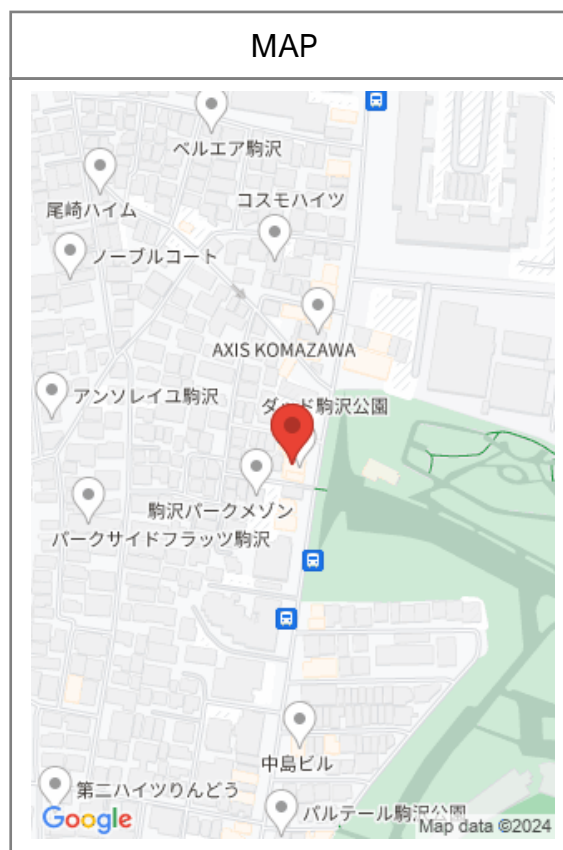 MAP
ベルエア駒沢
尾崎ハイム
コスモハイツ
ノーブルコート
AXIS KOMAZAWA
アンソレイユ駒沢
駒沢公園
駒沢パークメゾン
パークサイドフラッツ駒沢
中島ビル
第二ハイツりんどう
パルテール駒沢公園
Google
Map data ©2024